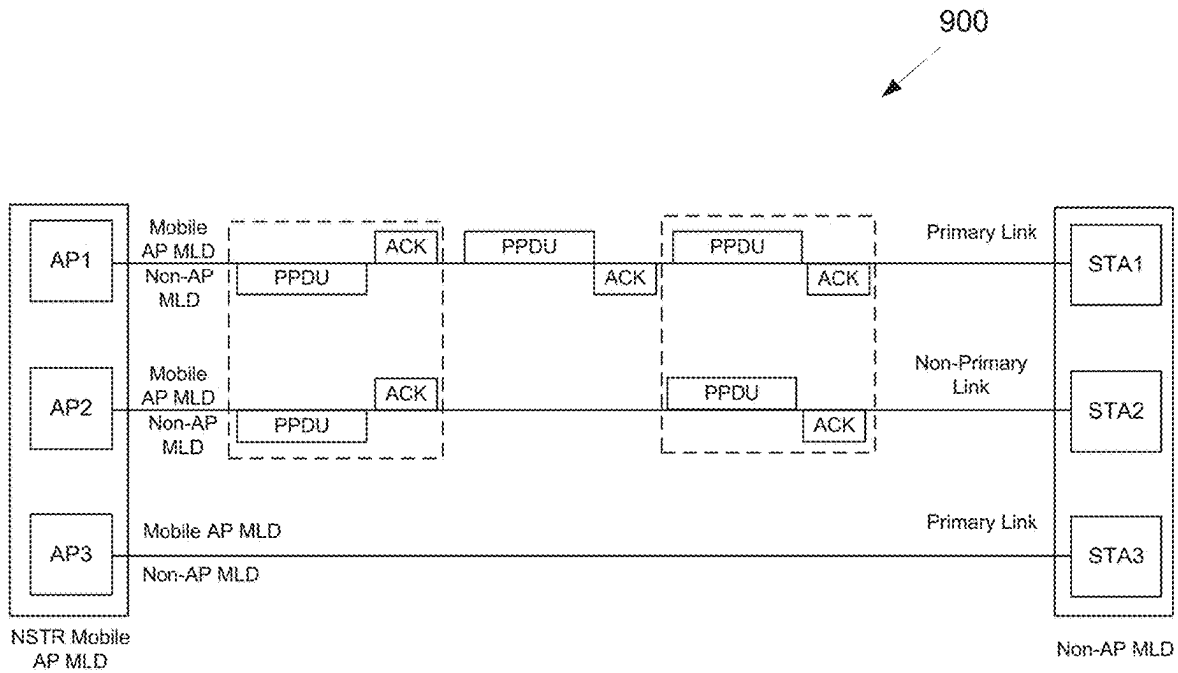 900
Mobile
AP MLD
Non-AP
MLD
AP1
PPDU
ACK
PPDU
ACK
PPDU
ACK
Primary Link
STA1
Mobile
AP MLD
Non-AP
MLD
AP2
PPDU
ACK
PPDU
ACK
Non-Primary
Link
STA2
Mobile AP MLD
Non-AP MLD
AP3
Primary Link
STA3
NSTR Mobile
AP MLD
Non-AP MLD